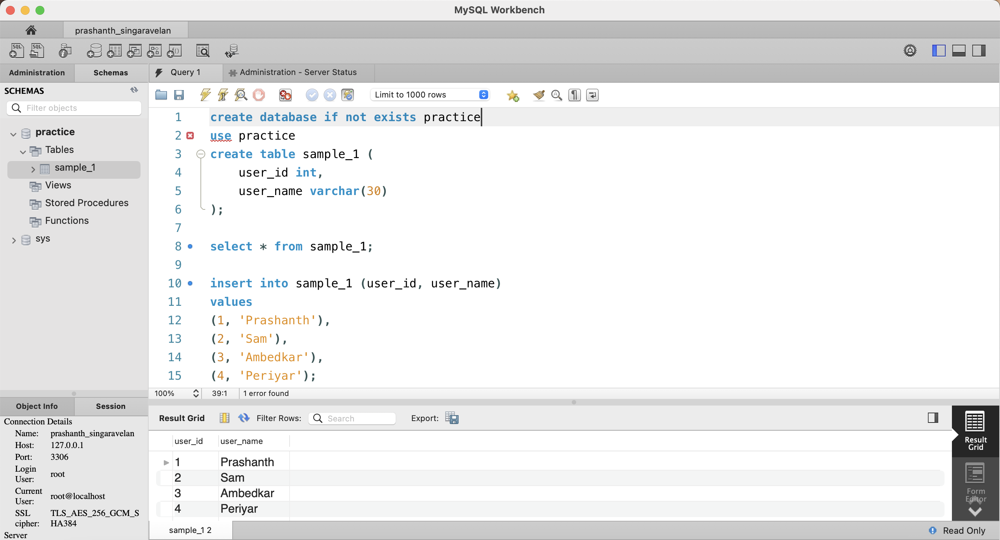 MySQL Workbench
prashanth_singaravelan
SQL SQL i f()
Administration Schemas Query 1 Administration - Server Status
SCHEMAS
Filter objects
Limit to 1000 rows
practice
Tables
sample_1
Views
Stored Procedures
Functions
sys
1 create database if not exists practice
2 use practice
3 create table sample_1 (
4 user_id int,
5 user_name varchar(30)
6 );
7
8 select * from sample_1;
9
10 insert into sample_1 (user_id, user_name)
11 values
12 (1, 'Prashanth'),
13 (2, 'Sam'),
14 (3, 'Ambedkar'),
15 (4, 'Periyar');
100% 39:1 1 error found
Object Info Session
Connection Details
Name: prashanth_singaravelan
Host: 127.0.0.1
Port: 3306
Login User: root
Current User: root@localhost
SSL cipher: TLS_AES_256_GCM_S
HA384
Server
Result Grid Filter Rows: Search Export:
user_id user_name
1 Prashanth
2 Sam
3 Ambedkar
4 Periyar
Result
Grid
Form
Editor
sample_1 2
Read Only